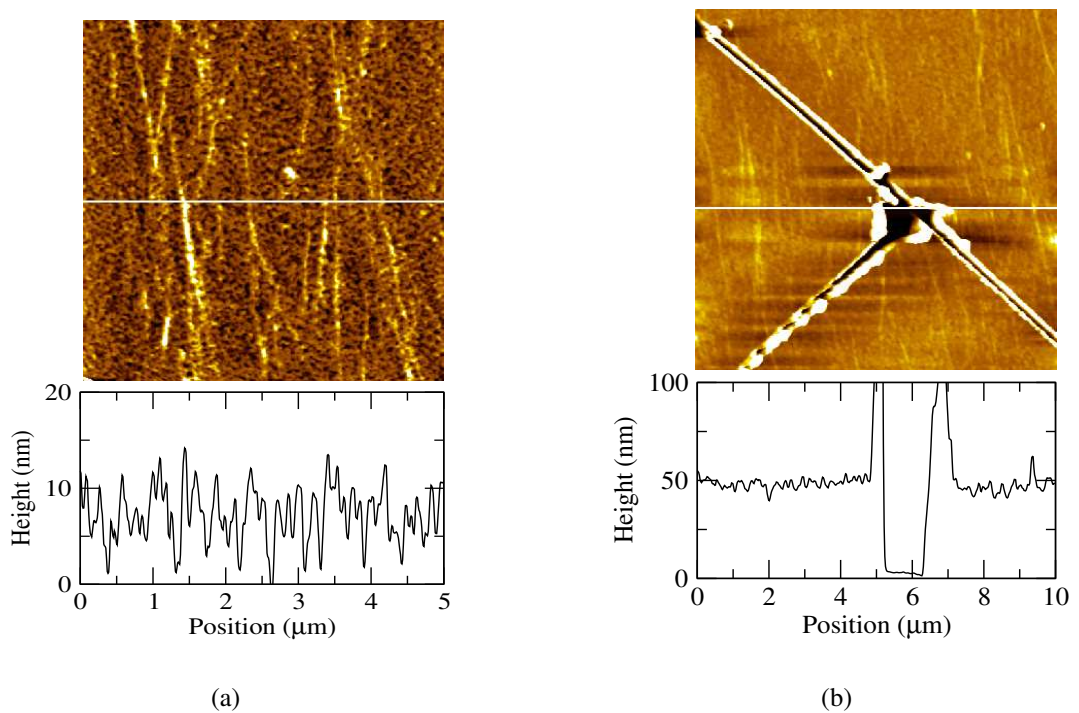 20
10
0
Height (nm)
0 1 2 3 4 5
Position (μm)
(a)
100
50
0
Height (nm)
0 2 4 6 8 10
Position (μm)
(b)